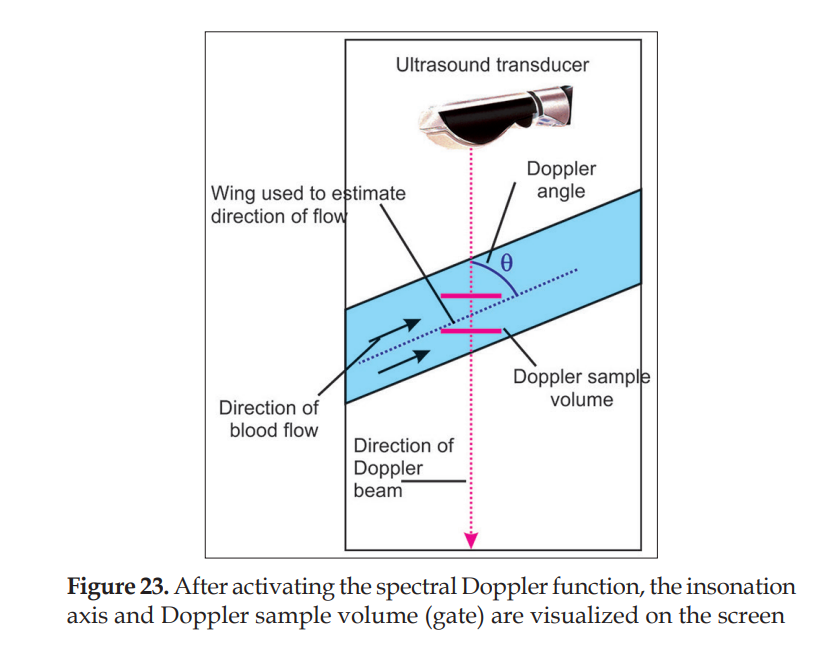 Ultrasound transducer
Doppler
angle
Wing used to estimate
direction of flow
θ
Doppler sample
volume
Direction of
blood flow
Direction of
Doppler
beam
Figure 23. After activating the spectral Doppler function, the insonation
axis and Doppler sample volume (gate) are visualized on the screen